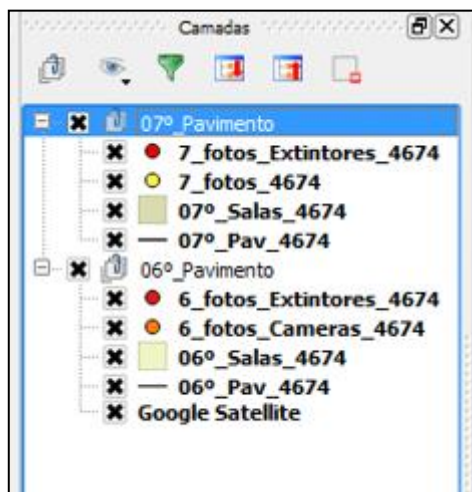 Camadas
07º_Pavimento
7_fotos_Extintores_4674
7_fotos_4674
07º_Salas_4674
07º_Pav_4674
06º_Pavimento
6_fotos_Extintores_4674
6_fotos_Cameras_4674
06º_Salas_4674
06º_Pav_4674
Google Satellite